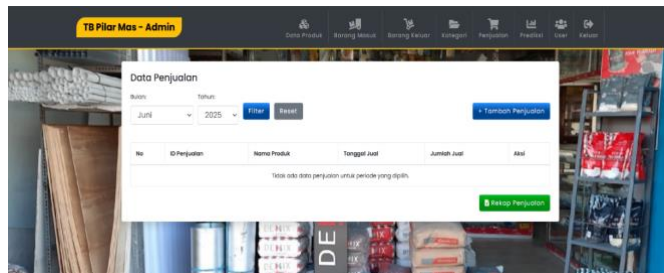 TB Pilar Mas - Admin
Data Produk Barang Masuk Barang Keluar Kategori Penjualan Prediksi User Keluar
Data Penjualan
Bulan: Tahun:
Juni 2025 Filter Reset + Tambah Penjualan
No ID Penjualan Nama Produk Tanggal Jual Jumlah Jual Aksi
Tidak ada data penjualan untuk periode yang dipilih.
Rekap Penjualan
DENIX